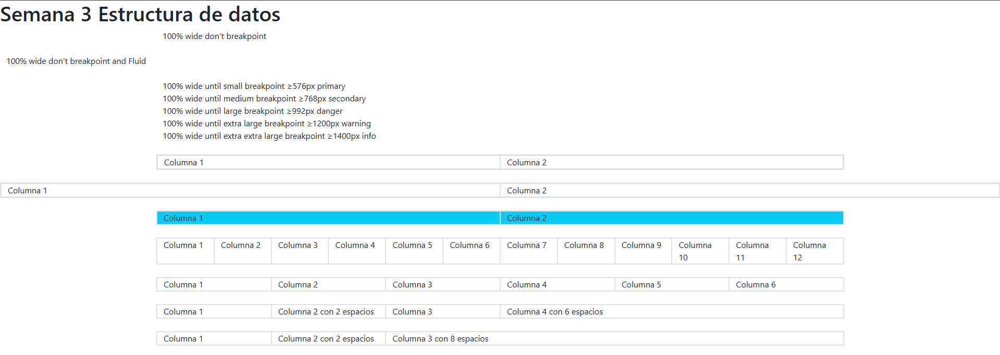 Semana 3 Estructura de datos
100% wide don't breakpoint
100% wide don't breakpoint and Fluid
100% wide until small breakpoint ≥576px primary
100% wide until medium breakpoint ≥768px secondary
100% wide until large breakpoint ≥992px danger
100% wide until extra large breakpoint ≥1200px warning
100% wide until extra extra large breakpoint ≥1400px info
Columna 1 Columna 2
Columna 1 Columna 2
Columna 1 Columna 2
Columna 1 Columna 2 Columna 3 Columna 4 Columna 5 Columna 6 Columna 7 Columna 8 Columna 9 Columna Columna Columna
10 11 12
Columna 1 Columna 2 Columna 3 Columna 4 Columna 5 Columna 6
Columna 1 Columna 2 con 2 espacios Columna 3 Columna 4 con 6 espacios
Columna 1 Columna 2 con 2 espacios Columna 3 con 8 espacios